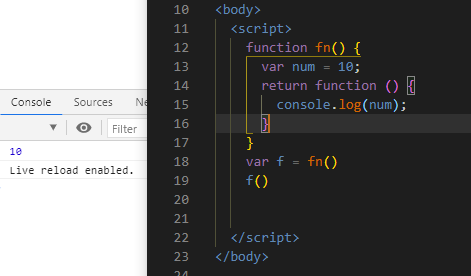 Console Sources Ne
Filter
10
Live reload enabled.
10 <body>
11 <script>
12 function fn() {
13 var num = 10;
14 return function () {
15 console.log(num);
16 }
17 }
18 var f = fn()
19 f()
20
21
22 </script>
23 </body>
24